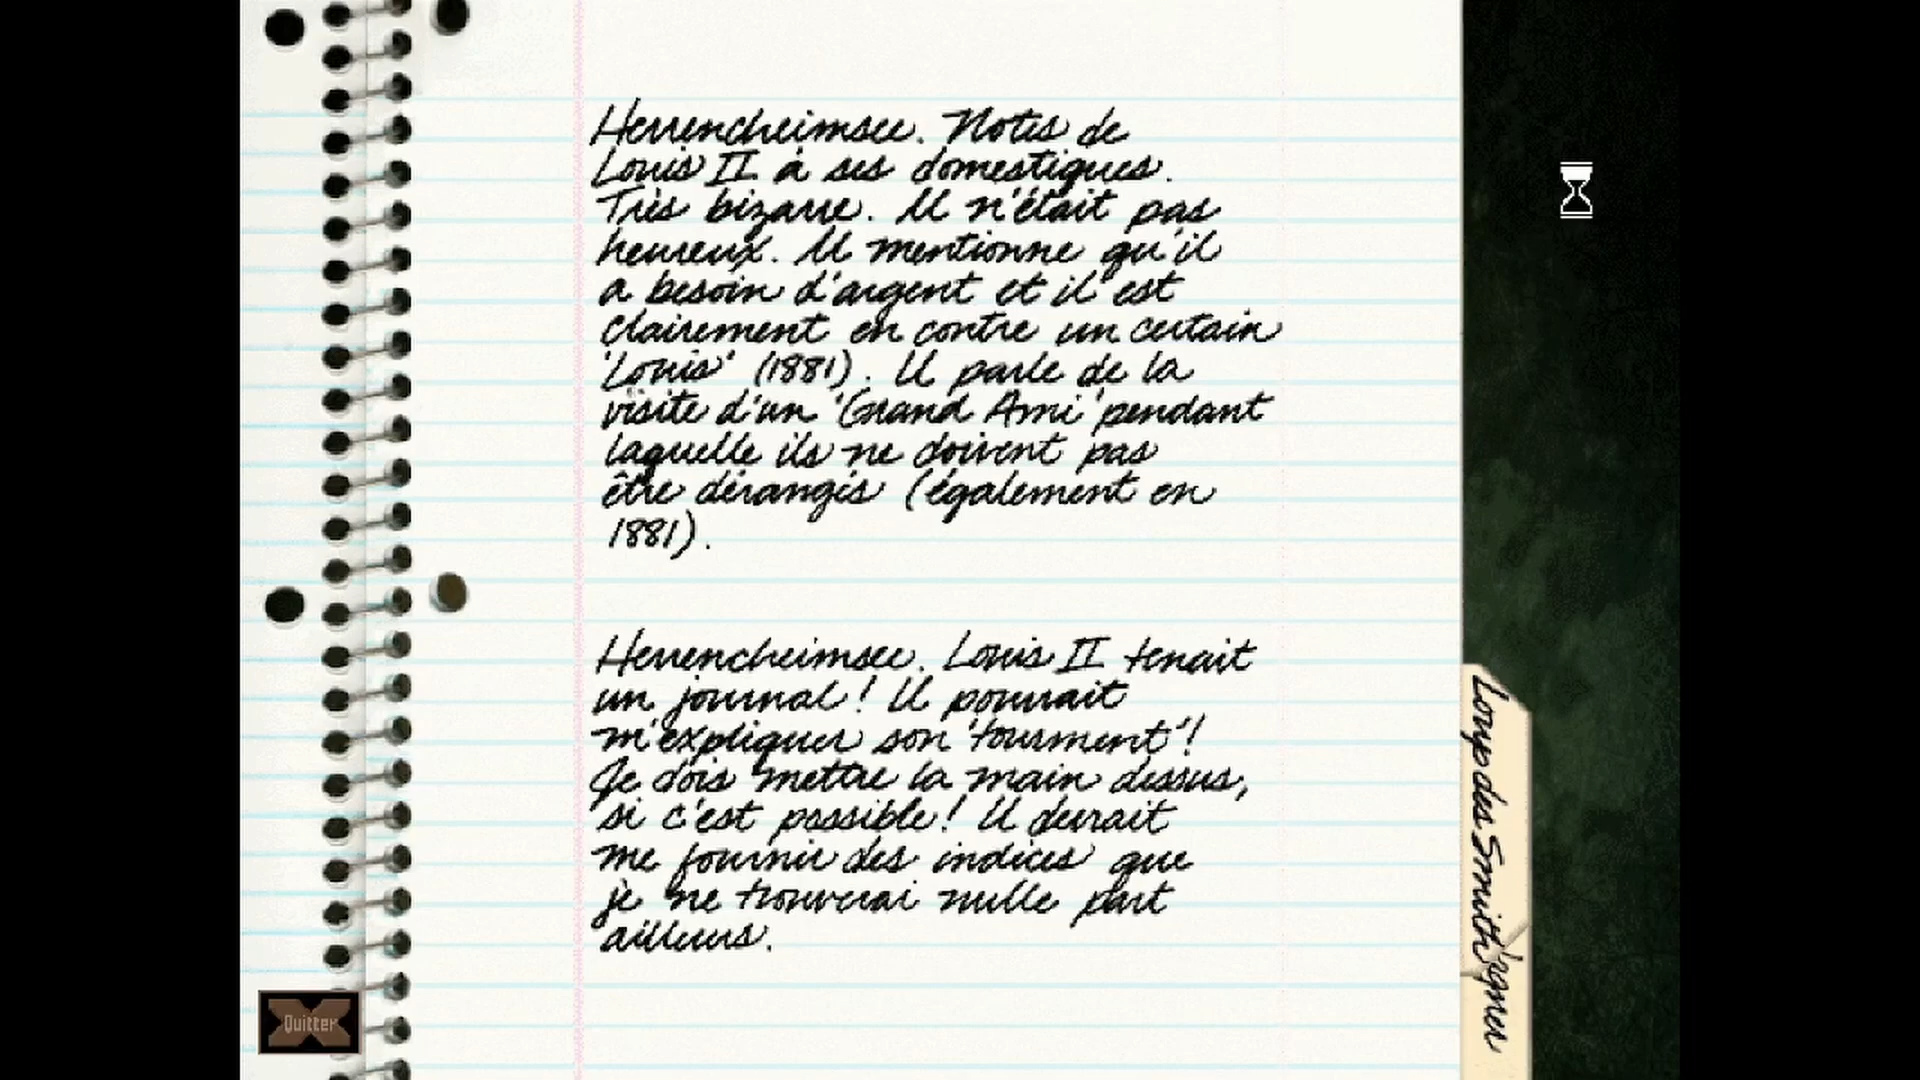 Herrencheimsee. Notes de
Louis II à ses domestiques.
Très bizarre. Il n'était pas
heureux. Il mentionne qu'il
a besoin d'argent et il est
clairement en contre un certain
'Louis' (1881). Il parle de la
visite d'un 'Grand Ami' pendant
laquelle ils ne doivent pas
être dérangés (également en
1881).
Herrencheimsee. Louis II tenait
un journal! Il pourrait
m'expliquer son 'tourment'!
Je dois mettre la main dessus,
si c'est possible! Il devrait
me fournir des indices que
je ne trouverai nulle part
ailleurs.
Loups des Smith
Quitter